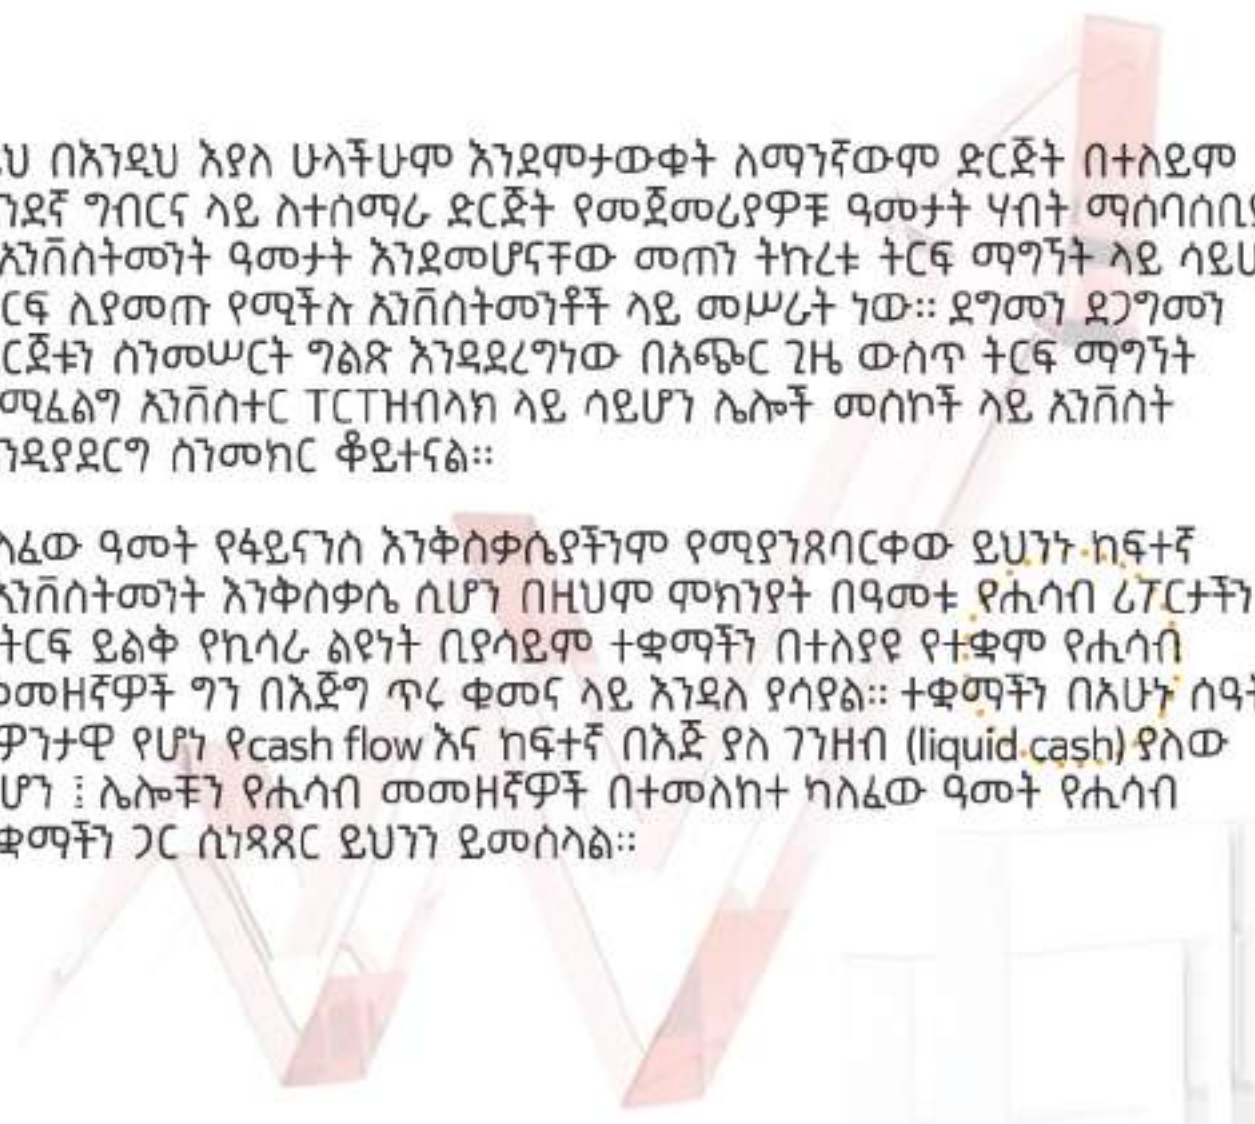 ህ በእንዲህ እያለ ሁላችሁም እንደምታውቁት ለማንኛውም ድርጅት በተለይም
ንደኛ ግብርና ላይ ለተሰማራ ድርጅት የመጀመሪያዎቹ ዓመታት ሃብት ማሰባሰቢያ
ኢንቨስትመንት ዓመታት እንደመሆናቸው መጠን ትኩረቱ ትርፍ ማግኘት ላይ ሳይሆ
ርፍ ሊያመጡ የሚችሉ ኢንቨስትመንቶች ላይ መሥራት ነው። ደግመን ደጋግመን
ርጅቱን ስንመሠርት ግልጽ እንዳደረግነው በአጭር ጊዜ ውስጥ ትርፍ ማግኘት
ሚፈልግ ኢንቨስተር ፐርፐዝብላክ ላይ ሳይሆን ሌሎች መስኮች ላይ ኢንቨስት
ንዲያደርግ ስንመክር ቆይተናል።
ላፈው ዓመት የፋይናንስ እንቅስቃሴያችንም የሚያንጸባርቀው ይህንኑ ከፍተኛ
ኢንቨስትመንት እንቅስቃሴ ሲሆን በዚህም ምክንያት በዓመቱ የሒሳብ ሪፖርታችን
ትርፍ ይልቅ የኪሳራ ልዩነት ቢያሳይም ተቋማችን በተለያዩ የተቋም የሒሳብ
መመዘኛዎች ግን በእጅግ ጥሩ ቁመና ላይ እንዳለ ያሳያል። ተቋማችን በአሁኑ ሰዓት
ዎንታዊ የሆነ የcash flow እና ከፍተኛ በእጅ ያለ ገንዘብ (liquid cash) ያለው
ሆን ፤ ሌሎቹን የሒሳብ መመዘኛዎች በተመለከተ ካለፈው ዓመት የሒሳብ
ቋማችን ጋር ሲነጻጸር ይህንን ይመስላል።